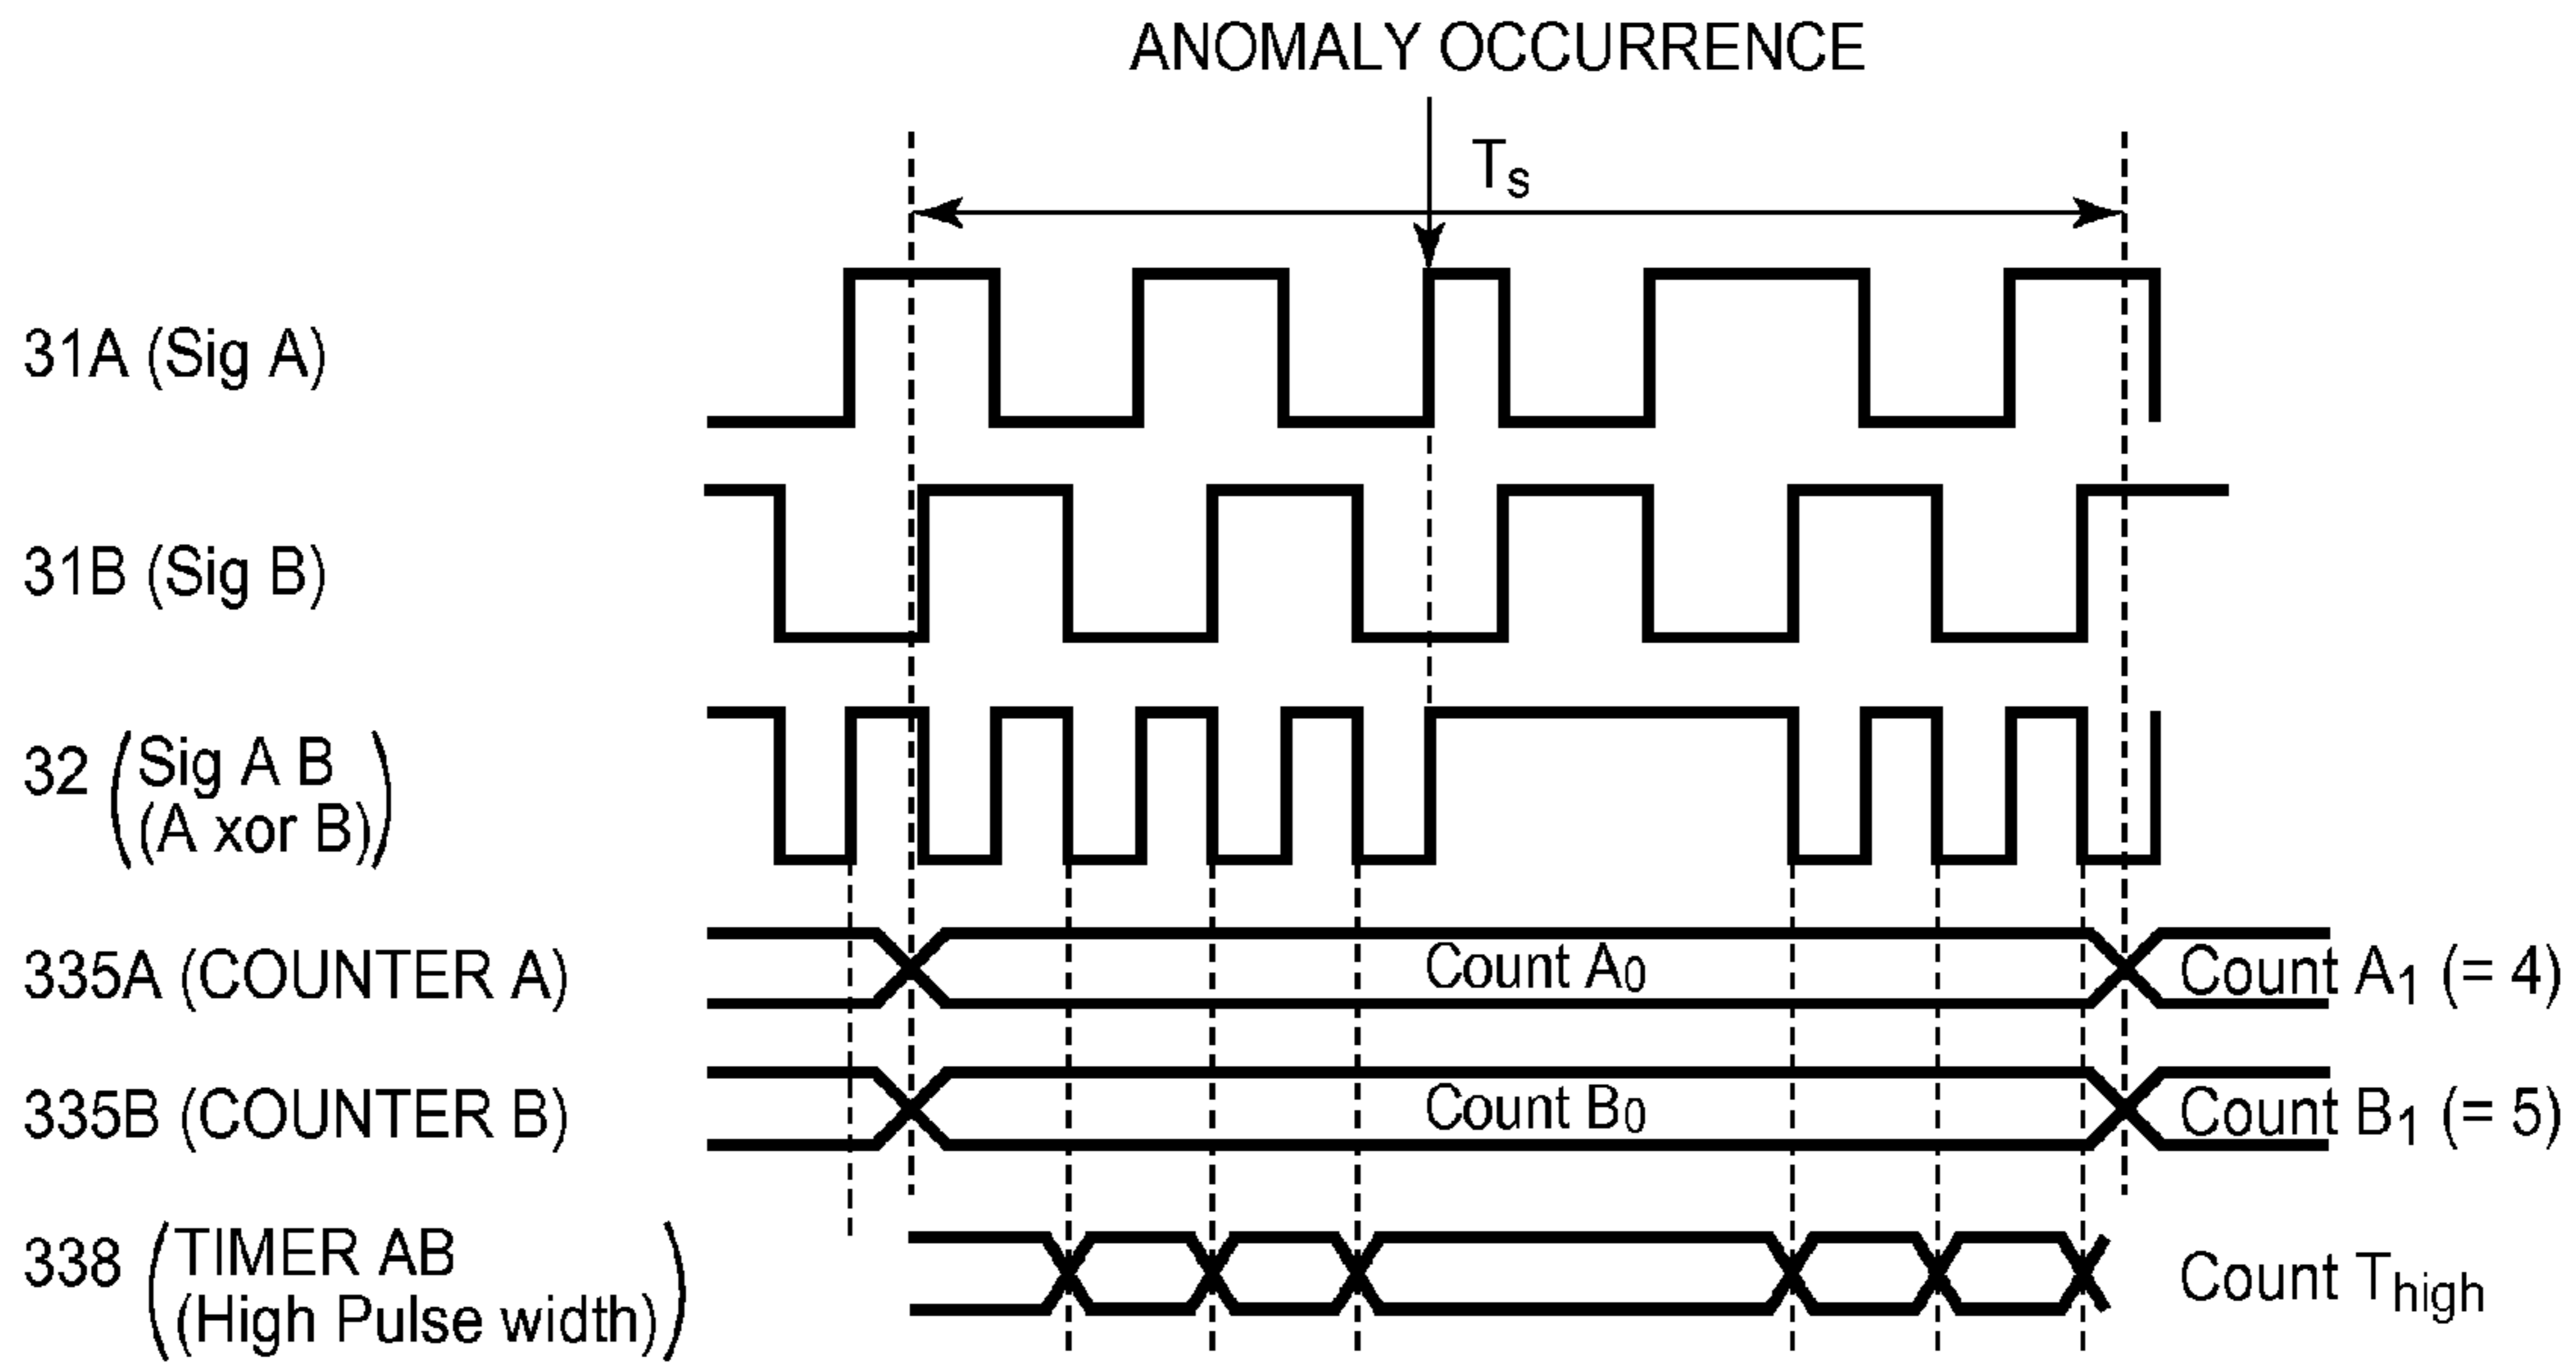 ANOMALY OCCURRENCE
Ts
31A (Sig A)
31B (Sig B)
32 (Sig A B
(A xor B))
335A (COUNTER A)
Count A0
Count A1 (= 4)
335B (COUNTER B)
Count B0
Count B1 (= 5)
338 (TIMER AB
(High Pulse width))
Count Thigh